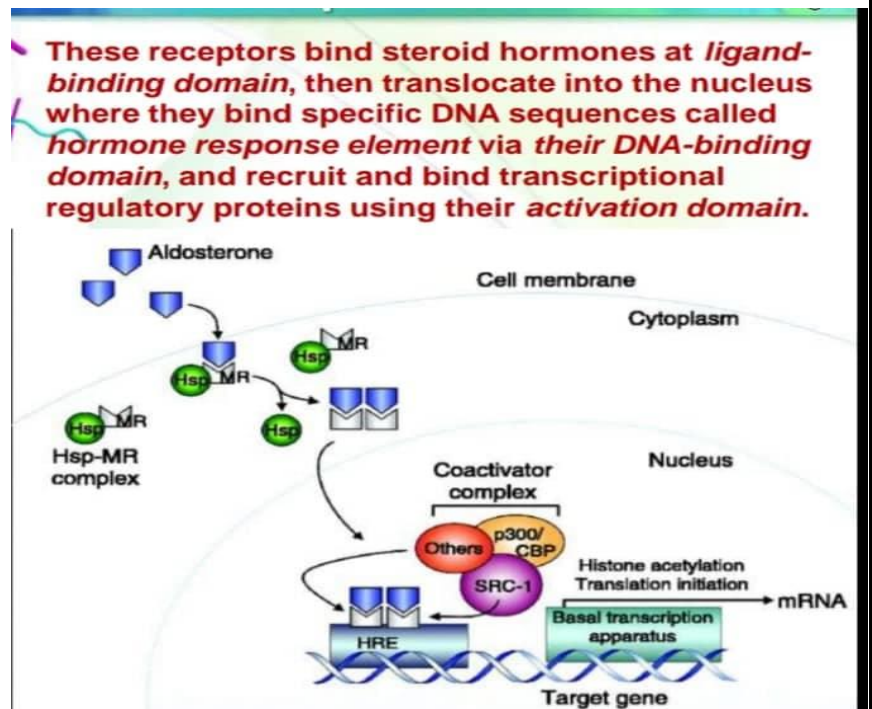 These receptors bind steroid hormones at ligand-
binding domain, then translocate into the nucleus
where they bind specific DNA sequences called
hormone response element via their DNA-binding
domain, and recruit and bind transcriptional
regulatory proteins using their activation domain.
Aldosterone
Cell membrane
Cytoplasm
Hsp MR
Hsp MR
Hsp MR
Hsp
Hsp-MR
complex
Nucleus
Coactivator
complex
Others
p300/
CBP
SRC-1
Histone acetylation
Translation initiation
mRNA
Basal transcription
apparatus
HRE
Target gene